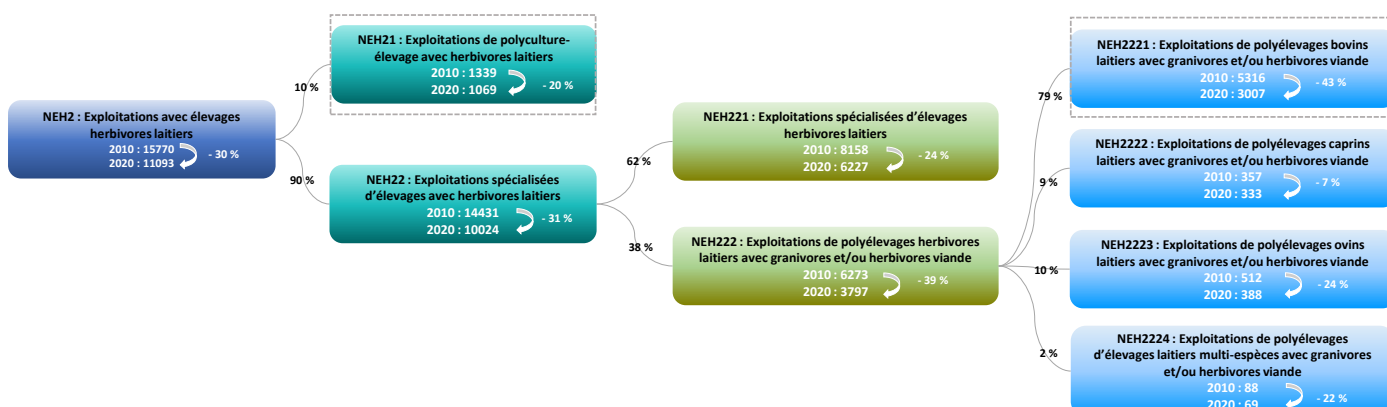 NEH2 : Exploitations avec élevages
herbivores laitiers
2010 : 15770
2020 : 11093
- 30 %
10 %
90 %
NEH21 : Exploitations de polyculture-
élevage avec herbivores laitiers
2010 : 1339
2020 : 1069
- 20 %
NEH22 : Exploitations spécialisées
d'élevages avec herbivores laitiers
2010 : 14431
2020 : 10024
- 31 %
62 %
38 %
NEH221 : Exploitations spécialisées d'élevages
herbivores laitiers
2010 : 8158
2020 : 6227
- 24 %
NEH222 : Exploitations de polyélevages herbivores
laitiers avec granivores et/ou herbivores viande
2010 : 6273
2020 : 3797
- 39 %
79 %
9 %
10 %
2 %
NEH2221 : Exploitations de polyélevages bovins
laitiers avec granivores et/ou herbivores viande
2010 : 5316
2020 : 3007
- 43 %
NEH2222 : Exploitations de polyélevages caprins
laitiers avec granivores et/ou herbivores viande
2010 : 357
2020 : 333
- 7 %
NEH2223 : Exploitations de polyélevages ovins
laitiers avec granivores et/ou herbivores viande
2010 : 512
2020 : 388
- 24 %
NEH2224 : Exploitations de polyélevages
d'élevages laitiers multi-espèces avec granivores
et/ou herbivores viande
2010 : 88
2020 : 69
- 22 %